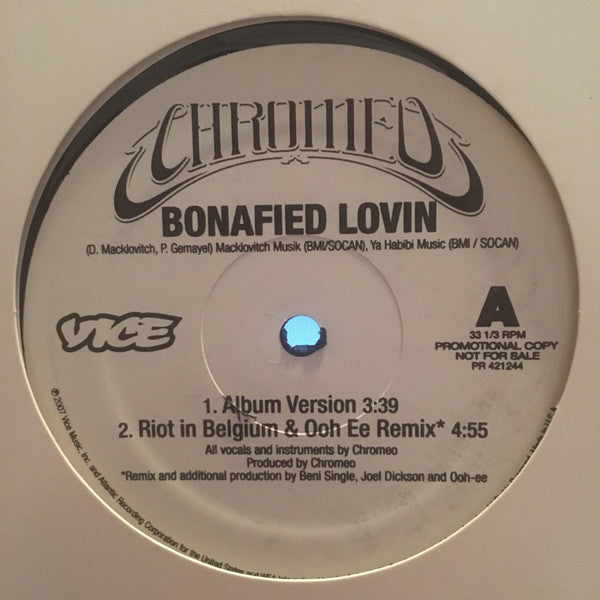 CHROMEO
BONAFIED LOVIN
(D. Macklovitch, P. Gemayel) Macklovitch Musik (BMI/SOCAN), Ya Habibi Music (BMI / SOCAN)
VICE
A
33 1/3 RPM
PROMOTIONAL COPY
NOT FOR SALE
PR 421244
1. Album Version 3:39
2. Riot in Belgium & Ooh Ee Remix* 4:55
All vocals and instruments by Chromeo
Produced by Chromeo
*Remix and additional production by Beni Single, Joel Dickson and Ooh-ee
℗ 2007 Vice Music, Inc. and Atlantic Recording Corporation for the United States and WEA